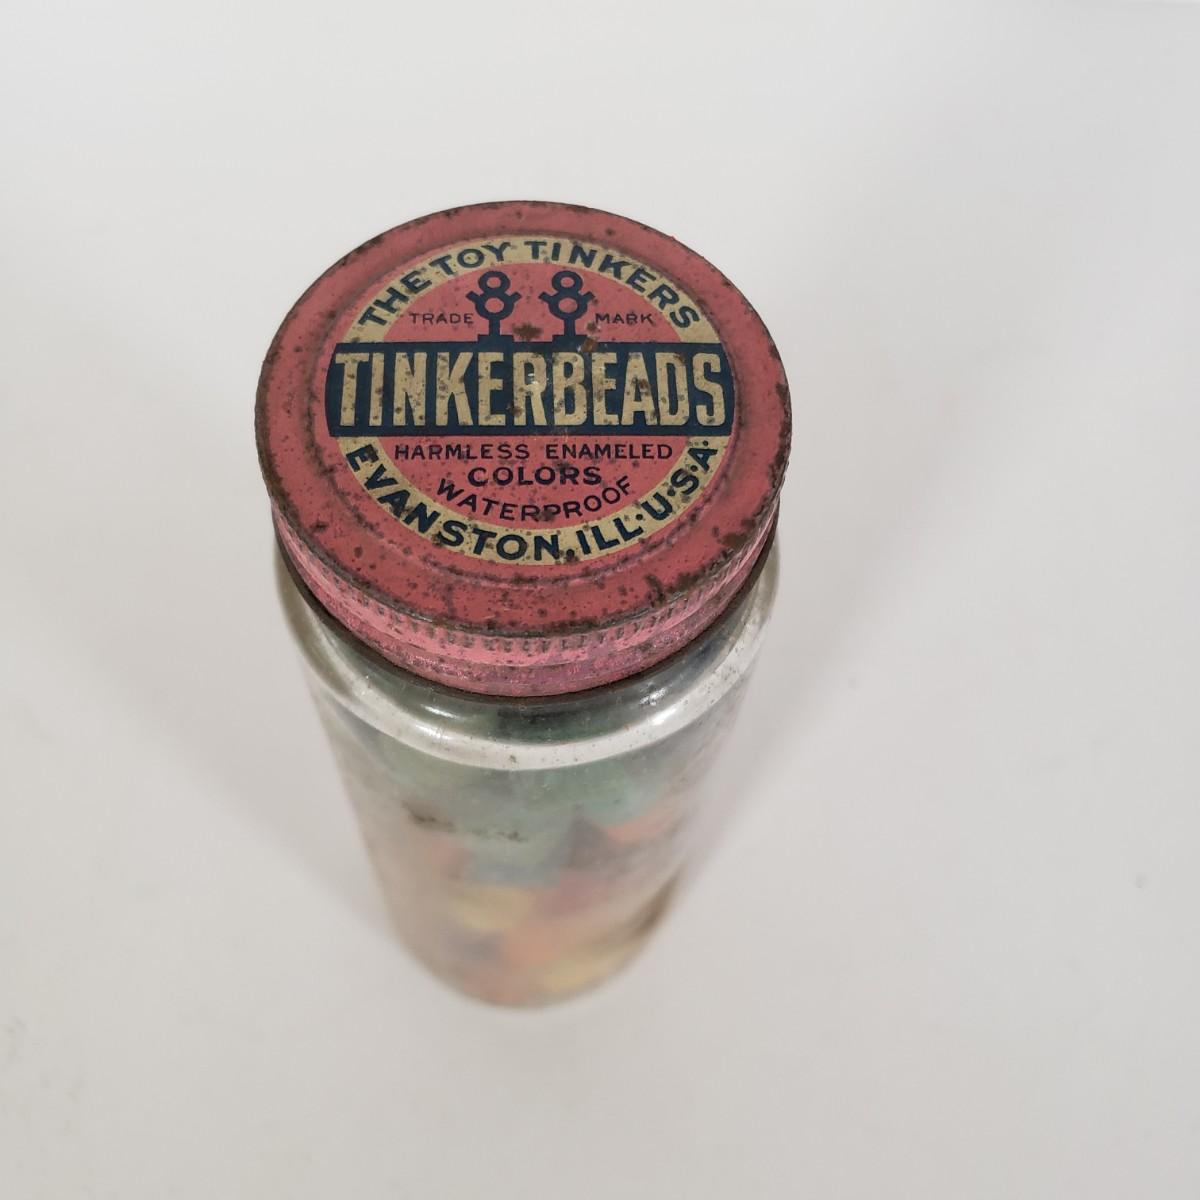 THE TOY TINKERS
TRADE MARK
TINKERBEADS
HARMLESS ENAMELED
COLORS
WATERPROOF
EVANSTON, ILL·U·S·A·